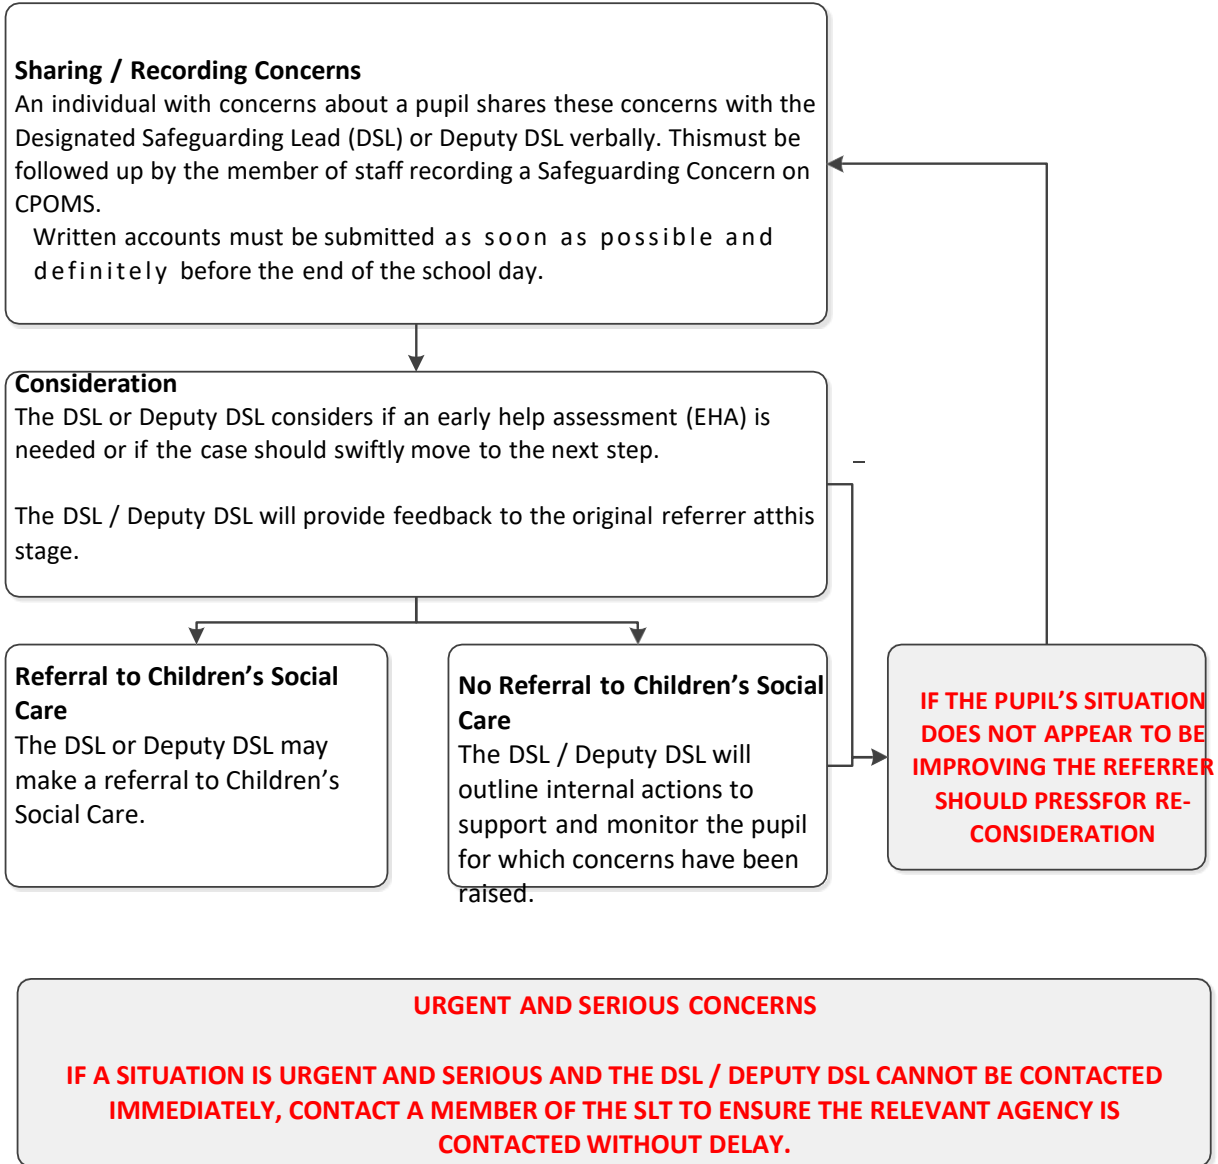 Sharing / Recording Concerns
An individual with concerns about a pupil shares these concerns with the
Designated Safeguarding Lead (DSL) or Deputy DSL verbally. Thismust be
followed up by the member of staff recording a Safeguarding Concern on
CPOMS.
Written accounts must be submitted as soon as possible and
definitely before the end of the school day.
Consideration
The DSL or Deputy DSL considers if an early help assessment (EHA) is
needed or if the case should swiftly move to the next step.
The DSL / Deputy DSL will provide feedback to the original referrer atthis
stage.
Referral to Children’s Social
Care
The DSL or Deputy DSL may
make a referral to Children’s
Social Care.
No Referral to Children’s Social
Care
The DSL / Deputy DSL will
outline internal actions to
support and monitor the pupil
for which concerns have been
raised.
IF THE PUPIL’S SITUATION
DOES NOT APPEAR TO BE
IMPROVING THE REFERRER
SHOULD PRESSFOR RE-
CONSIDERATION
URGENT AND SERIOUS CONCERNS
IF A SITUATION IS URGENT AND SERIOUS AND THE DSL / DEPUTY DSL CANNOT BE CONTACTED
IMMEDIATELY, CONTACT A MEMBER OF THE SLT TO ENSURE THE RELEVANT AGENCY IS
CONTACTED WITHOUT DELAY.